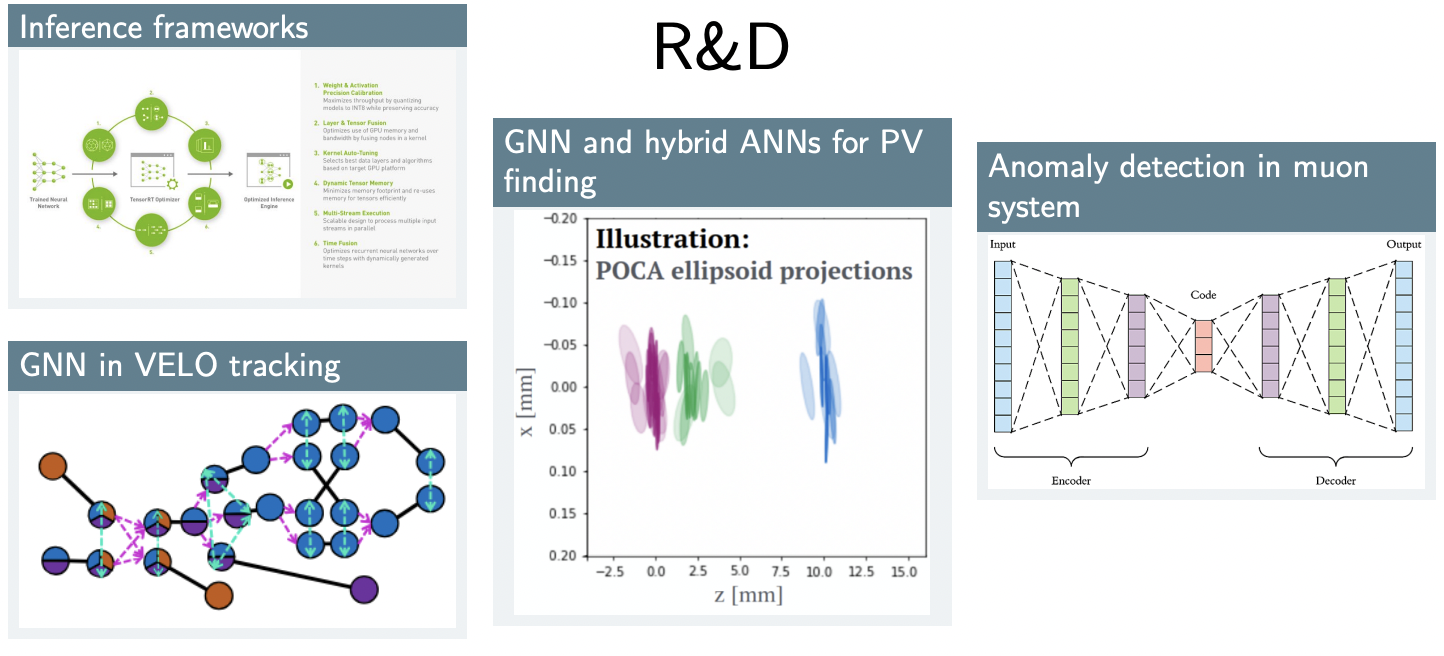 R&D
Inference frameworks
Trained Neural
Network
TensorRT Optimizer
Optimized Inference
Engine
1.
2.
3.
4.
5.
6.
1. Weight & Activation
Precision Calibration
Maximizes throughput by quantizing
models to INT8 while preserving accuracy
2. Layer & Tensor Fusion
Optimizes use of GPU memory and
bandwidth by fusing nodes in a kernel
3. Kernel Auto-Tuning
Selects best data layers and algorithms
based on target GPU platform
4. Dynamic Tensor Memory
Minimizes memory footprint and re-uses
memory for tensors efficiently
5. Multi-Stream Execution
Scalable design to process multiple input
streams in parallel
6. Time Fusion
Optimizes recurrent neural networks over
time steps with dynamically generated
kernels
GNN in VELO tracking
GNN and hybrid ANNs for PV
finding
Illustration:
POCA ellipsoid projections
−0.20
−0.15
−0.10
−0.05
0.00
0.05
0.10
0.15
0.20
x [mm]
−2.5 0.0 2.5 5.0 7.5 10.0 12.5 15.0
z [mm]
Anomaly detection in muon
system
Input
Output
Code
Encoder
Decoder